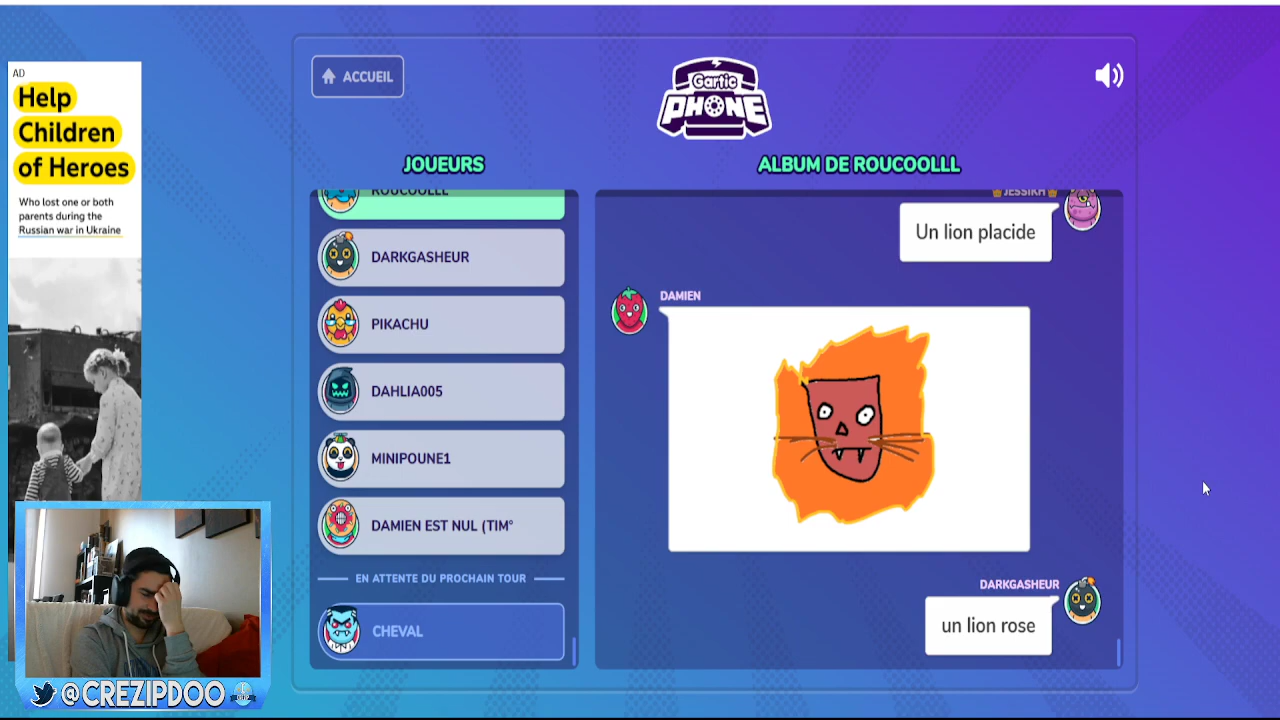 AD
Help
Children
of Heroes
Who lost one or both
parents during the
Russian war in Ukraine
ACCUEIL
Gartic
PHONE
JOUEURS
ROUCOOLLL
DARKGASHEUR
PIKACHU
DAHLIA005
MINIPOUNE1
DAMIEN EST NUL (TIM°
EN ATTENTE DU PROCHAIN TOUR
CHEVAL
ALBUM DE ROUCOOLLL
JESSIKH
Un lion placide
DAMIEN
DARKGASHEUR
un lion rose
@CREZIPDOO